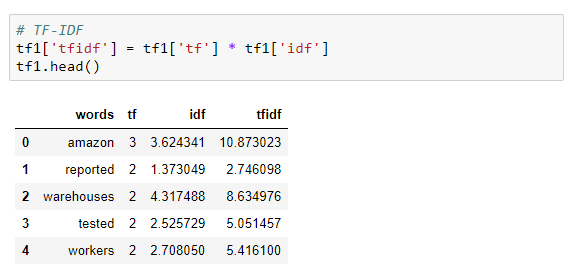 # TF-IDF
tf1['tfidf'] = tf1['tf'] * tf1['idf']
tf1.head()
words tf idf tfidf
0 amazon 3 3.624341 10.873023
1 reported 2 1.373049 2.746098
2 warehouses 2 4.317488 8.634976
3 tested 2 2.525729 5.051457
4 workers 2 2.708050 5.416100